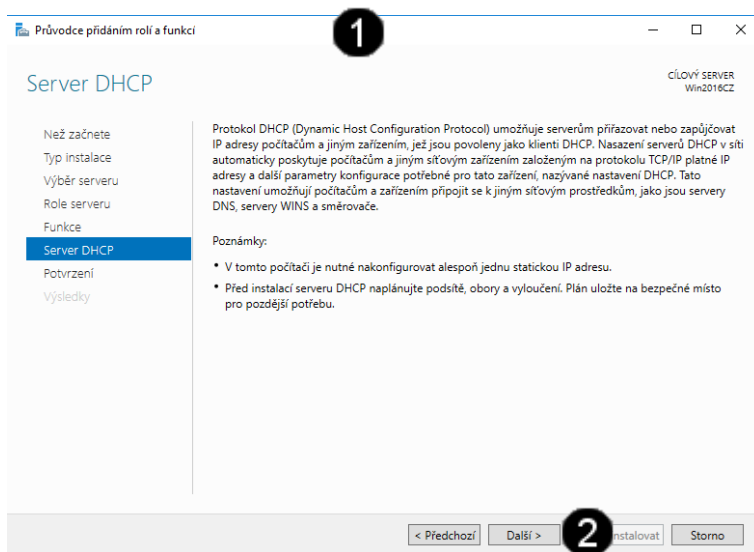 Průvodce přidáním rolí a funkcí
1
Server DHCP
CÍLOVÝ SERVER
Win2016CZ
Než začnete
Typ instalace
Výběr serveru
Role serveru
Funkce
Server DHCP
Potvrzení
Výsledky
Protokol DHCP (Dynamic Host Configuration Protocol) umožňuje serverům přiřazovat nebo zapůjčovat
IP adresy počítačům a jiným zařízením, jež jsou povoleny jako klienti DHCP. Nasazení serverů DHCP v síti
automaticky poskytuje počítačům a jiným síťovým zařízením založeným na protokolu TCP/IP platné IP
adresy a další parametry konfigurace potřebné pro tato zařízení, nazývané nastavení DHCP. Tato
nastavení umožňují počítačům a zařízením připojit se k jiným síťovým prostředkům, jako jsou servery
DNS, servery WINS a směrovače.
Poznámky:
• V tomto počítači je nutné nakonfigurovat alespoň jednu statickou IP adresu.
• Před instalací serveru DHCP naplánujte podsítě, obory a vyloučení. Plán uložte na bezpečné místo
pro pozdější potřebu.
< Předchozí Další > 2 nstalovat Storno